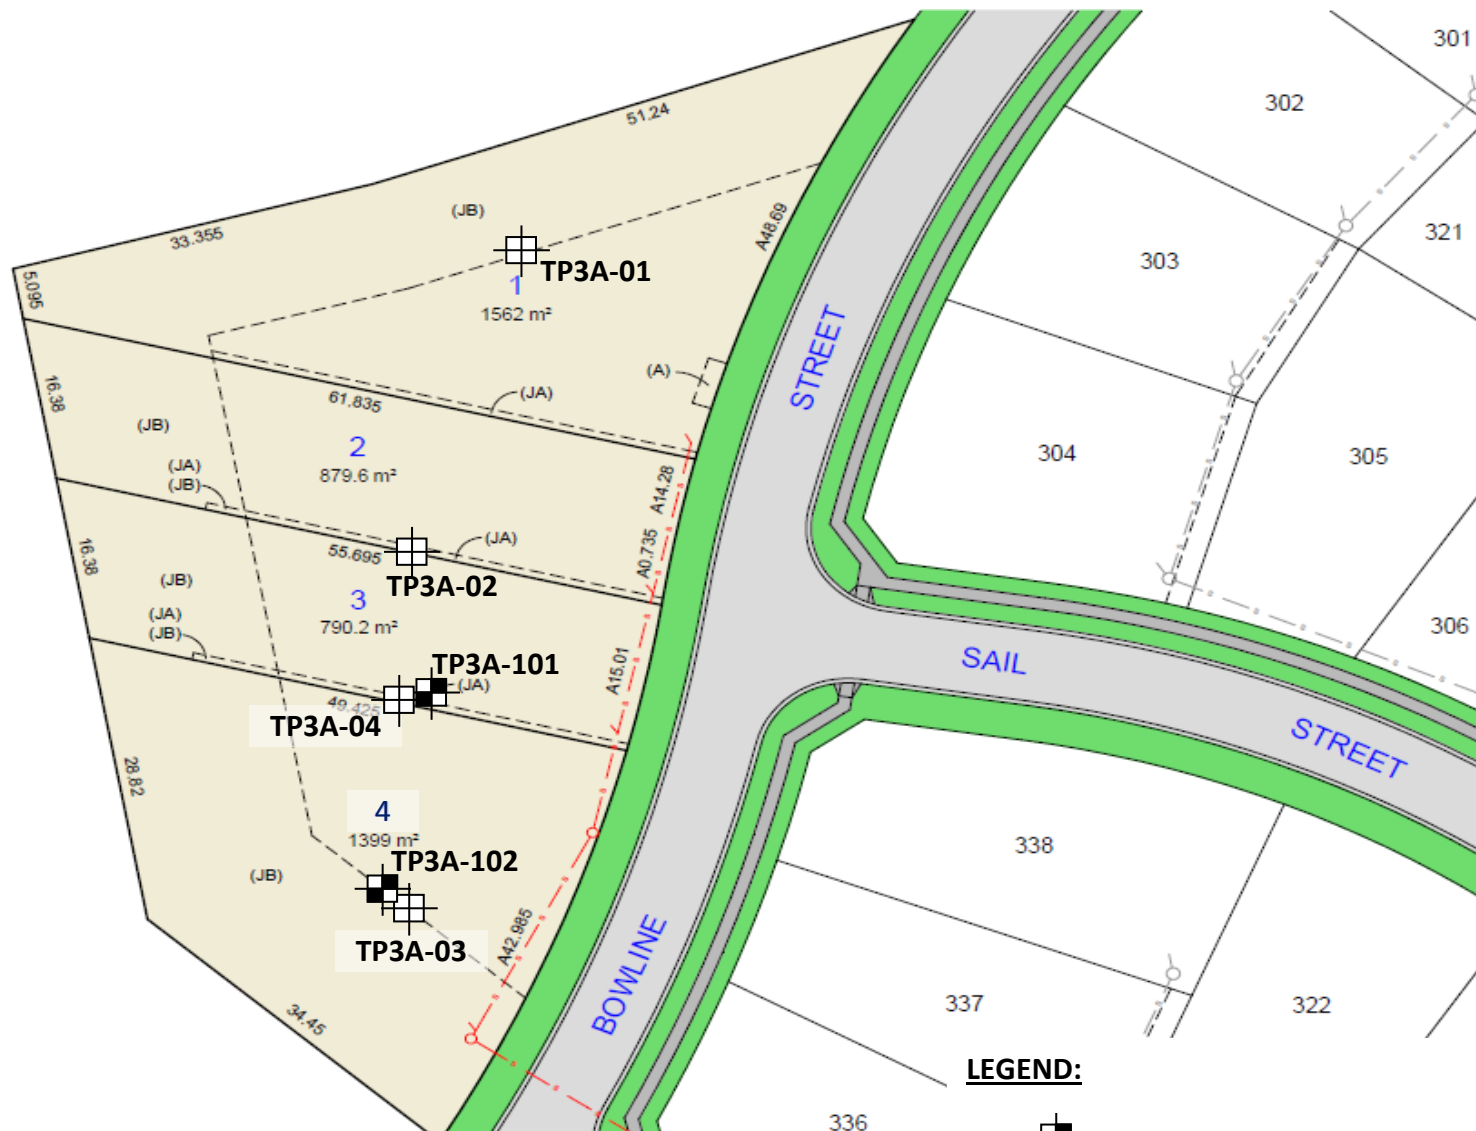 301
302
51.24
(JB)
33.355
A48.69
321
303
TP3A-01
5.095
1
1562 m²
STREET
(A)
16.38
61.835
(JA)
(JB)
2
304
305
(JA)
879.6 m²
(JB)
A14.28
16.38
55.695
(JA)
A0.735
(JB)
TP3A-02
3
(JA)
790.2 m²
306
(JB)
A15.01
TP3A-101
SAIL
(JA)
49.425
TP3A-04
STREET
28.82
4
1399 m²
338
TP3A-102
(JB)
A42.985
TP3A-03
BOWLINE
337
322
34.45
LEGEND:
336